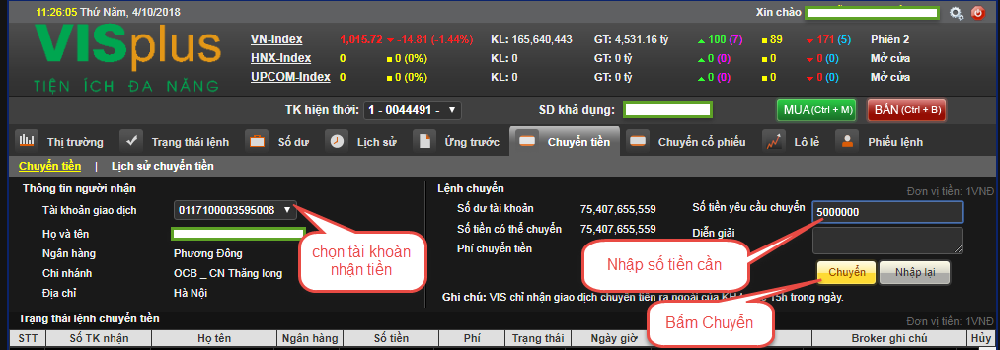 11:26:05 Thứ Năm, 4/10/2018 Xin chào
VISplus
TIỆN ÍCH ĐA NĂNG
VN-Index 1,015.72 -14.81 (-1.44%) KL: 165,640,443 GT: 4,531.16 tỷ 100 (7) 89 171 (5) Phiên 2
HNX-Index 0 0 (0%) KL: 0 GT: 0 tỷ 0 (0) 0 0 (0) Mở cửa
UPCOM-Index 0 0 (0%) KL: 0 GT: 0 tỷ 0 (0) 0 0 (0) Mở cửa
TK hiện thời: 1 - 0044491 - SD khả dụng: MUA(Ctrl + M) BÁN(Ctrl + B)
Thị trường Trạng thái lệnh Số dư Lịch sử Ứng trước Chuyển tiền Chuyển cổ phiếu Lô lẻ Phiếu lệnh
Chuyển tiền | Lịch sử chuyển tiền
Thông tin người nhận
Tài khoản giao dịch 0117100003595008
Họ và tên
Ngân hàng Phương Đông
Chi nhánh OCB _ CN Thăng long
Địa chỉ Hà Nội
chọn tài khoàn
nhận tiền
Lệnh chuyển Đơn vị tiền: 1VNĐ
Số dư tài khoản 75,407,655,559 Số tiền yêu cầu chuyển 5000000
Số tiền có thể chuyển 75,407,655,559 Diễn giải
Phí chuyển tiền
Nhập số tiền cần
Chuyển Nhập lại
Ghi chú: VIS chỉ nhận giao dịch chuyển tiền ra ngoài của KH 15h trong ngày.
Bấm Chuyển
Trạng thái lệnh chuyển tiền Đơn vị tiền: 1VNĐ
STT Số TK nhận Họ tên Ngân hàng Số tiền Phí Trạng thái Ngày giờ Broker ghi chú Hủy